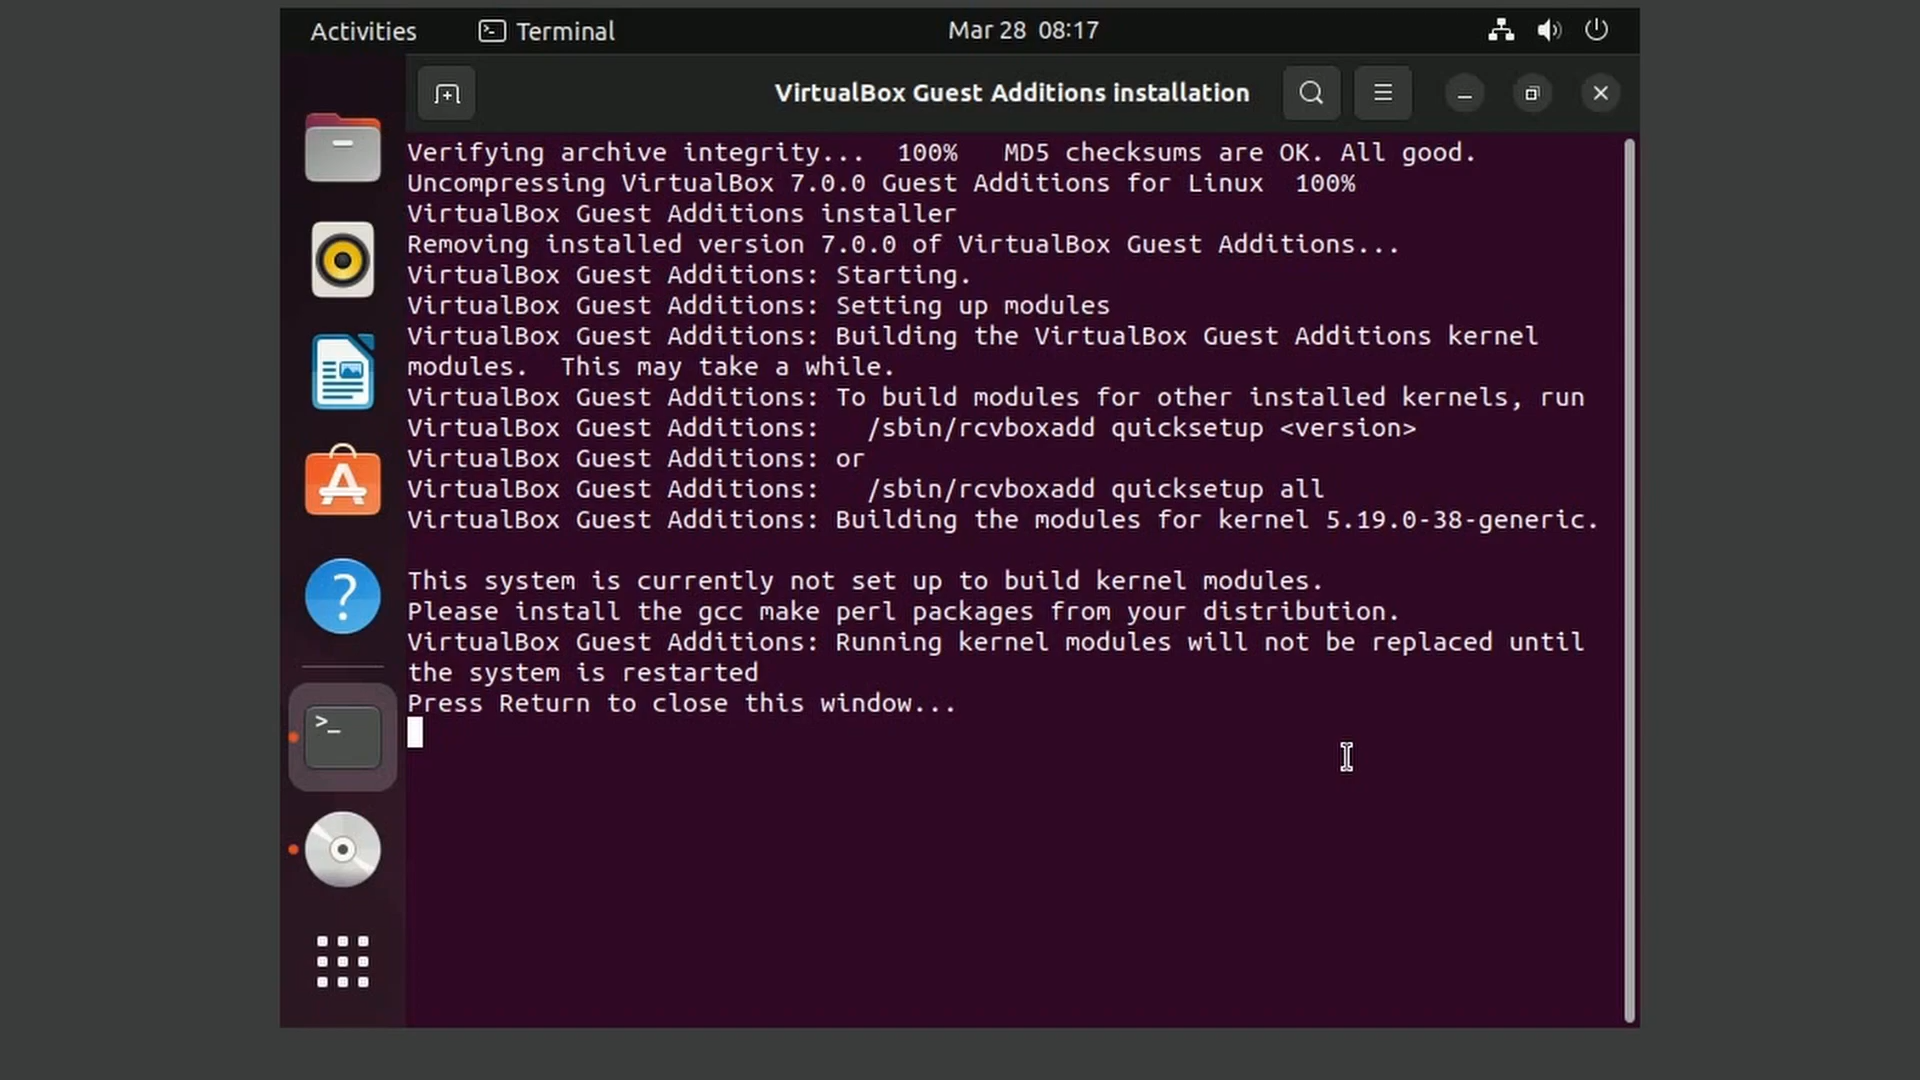 Activities Terminal Mar 28 08:17
VirtualBox Guest Additions installation
Verifying archive integrity...  100%   MD5 checksums are OK. All good.
Uncompressing VirtualBox 7.0.0 Guest Additions for Linux  100%
VirtualBox Guest Additions installer
Removing installed version 7.0.0 of VirtualBox Guest Additions...
VirtualBox Guest Additions: Starting.
VirtualBox Guest Additions: Setting up modules
VirtualBox Guest Additions: Building the VirtualBox Guest Additions kernel
modules.  This may take a while.
VirtualBox Guest Additions: To build modules for other installed kernels, run
VirtualBox Guest Additions:   /sbin/rcvboxadd quicksetup <version>
VirtualBox Guest Additions: or
VirtualBox Guest Additions:   /sbin/rcvboxadd quicksetup all
VirtualBox Guest Additions: Building the modules for kernel 5.19.0-38-generic.
This system is currently not set up to build kernel modules.
Please install the gcc make perl packages from your distribution.
VirtualBox Guest Additions: Running kernel modules will not be replaced until
the system is restarted
Press Return to close this window...